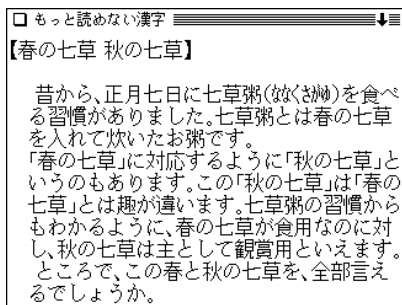 もっと読めない漢字
【春の七草 秋の七草】
昔から、正月七日に七草粥(ななくさがゆ)を食べ
る習慣がありました。七草粥とは春の七草
を入れて炊いたお粥です。
「春の七草」に対応するように「秋の七草」と
いうのもあります。この「秋の七草」は「春の
七草」とは趣が違います。七草粥の習慣から
もわかるように、春の七草が食用なのに対
し、秋の七草は主として観賞用といえます。
ところで、この春と秋の七草を、全部言え
るでしょうか。